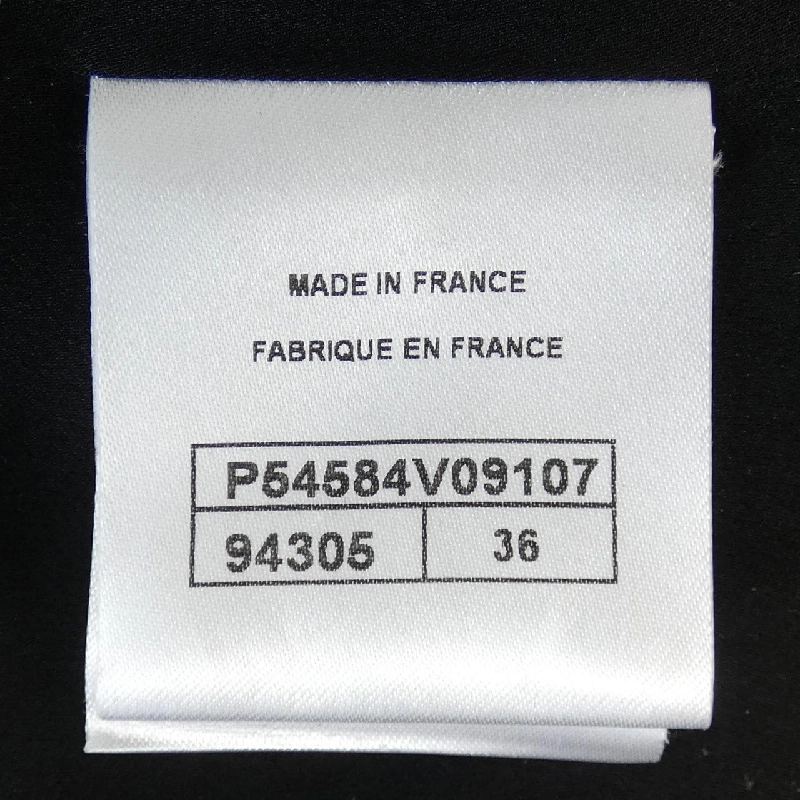 MADE IN FRANCE
FABRIQUE EN FRANCE
P54584V09107
94305 36